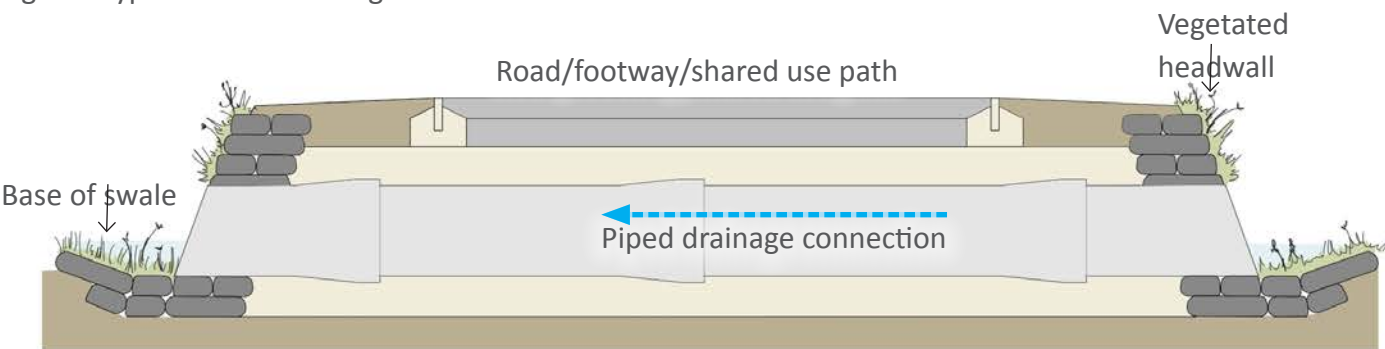 Vegetated
headwall
Road/footway/shared use path
Base of swale
Piped drainage connection